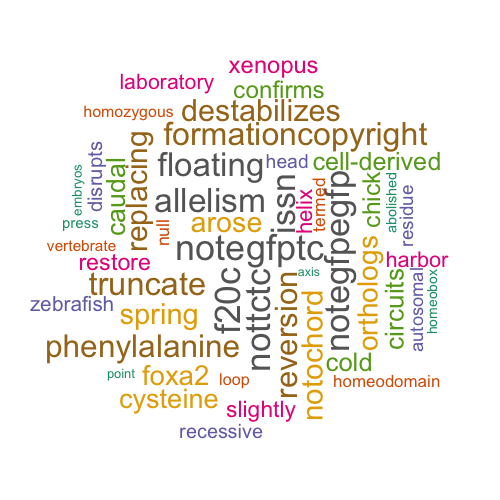 xenopus
laboratory
confirms
homozygous
destabilizes
formationcopyright
floating
head
cell-derived
embryos
disrupts
caudal
replacing
allelism
issn
helix
termed
notegfpegfp
chick
abolished
residue
press
null
arose
vertebrate
restore
notegfptc
orthologs
harbor
truncate
f20c
nottctc
reversion
axis
circuits
autosomal
homeobox
zebrafish
spring
notochord
phenylalanine
cold
point
foxa2
loop
homeodomain
cysteine
slightly
recessive